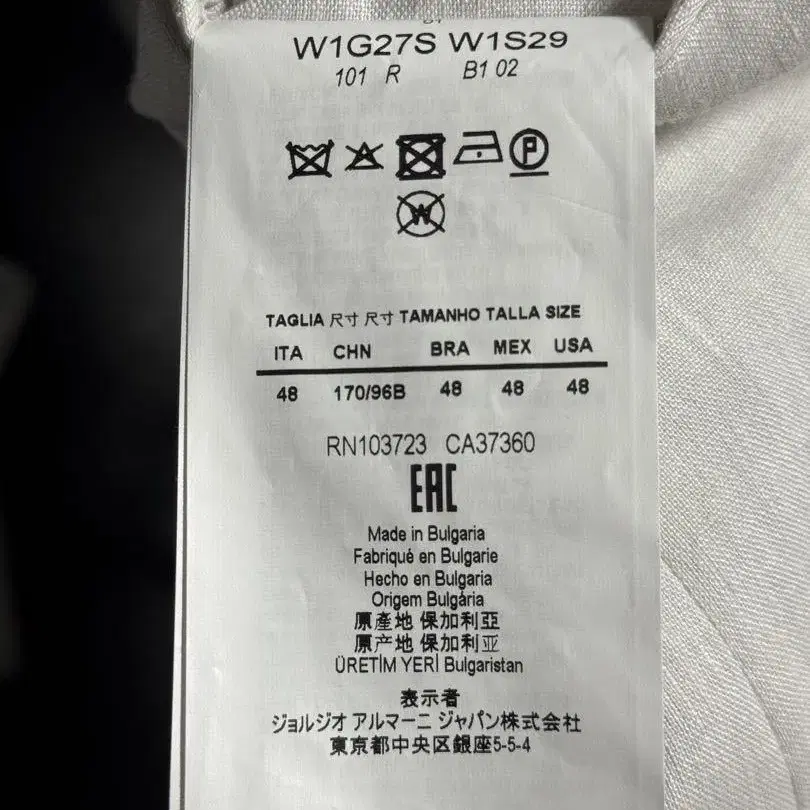 W1G27S W1S29
101 R B1 02
P
W
TAGLIA 尺寸 尺寸 TAMANHO TALLA SIZE
ITA CHN BRA MEX USA
48 170/96B 48 48 48
RN103723 CA37360
EAC
Made in Bulgaria
Fabriqué en Bulgarie
Hecho en Bulgaria
Origem Bulgária
原產地 保加利亞
原产地 保加利亚
ÜRETİM YERİ Bulgaristan
表示者
ジョルジオ アルマーニ ジャパン株式会社
東京都中央区銀座5-5-4